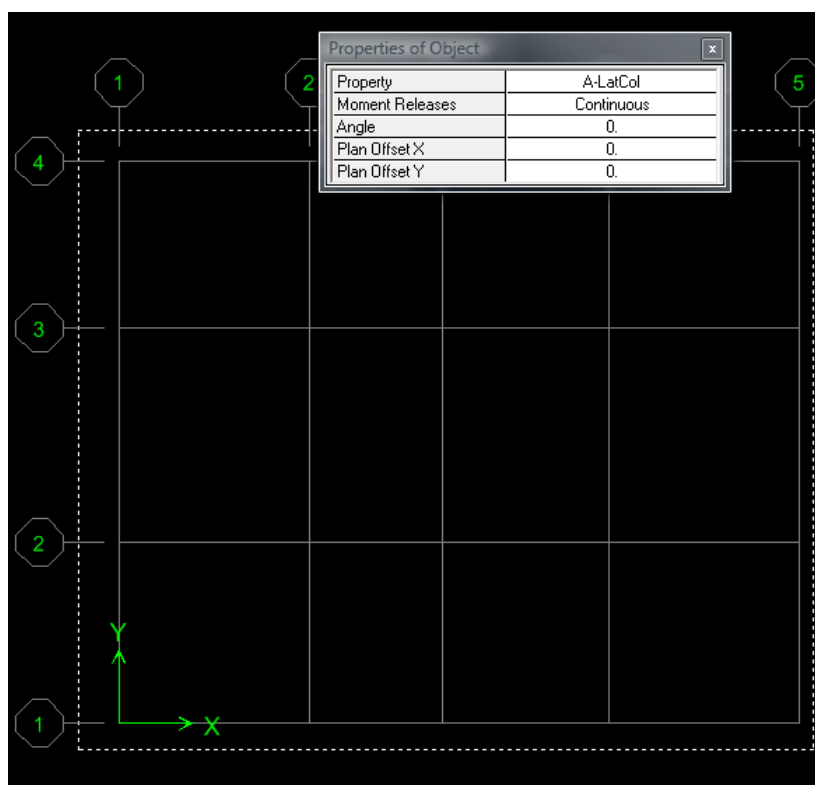 Properties of Object x
1 2 5
Property A-LatCol
Moment Releases Continuous
Angle 0.
Plan Offset X 0.
Plan Offset Y 0.
4
3
2
Y
X
1